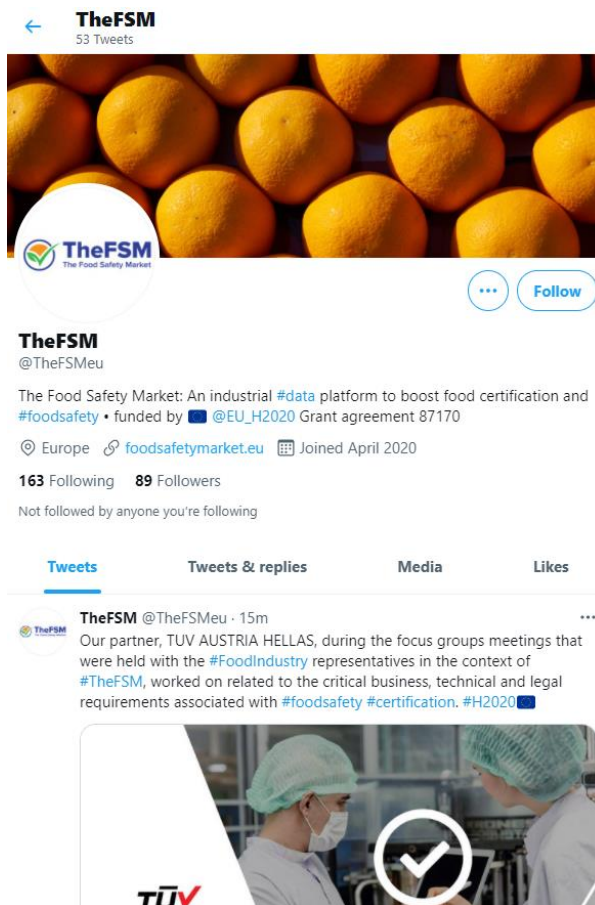 TheFSM
53 Tweets
TheFSM
The Food Safety Market
Follow
TheFSM
@TheFSMeu
The Food Safety Market: An industrial #data platform to boost food certification and
#foodsafety • funded by 🇪🇺 @EU_H2020 Grant agreement 87170
Europe foodsafetymarket.eu Joined April 2020
163 Following 89 Followers
Not followed by anyone you're following
Tweets Tweets & replies Media Likes
TheFSM
TheFSM @TheFSMeu · 15m
Our partner, TUV AUSTRIA HELLAS, during the focus groups meetings that
were held with the #FoodIndustry representatives in the context of
#TheFSM, worked on related to the critical business, technical and legal
requirements associated with #foodsafety #certification. #H2020🇪🇺
TÜV